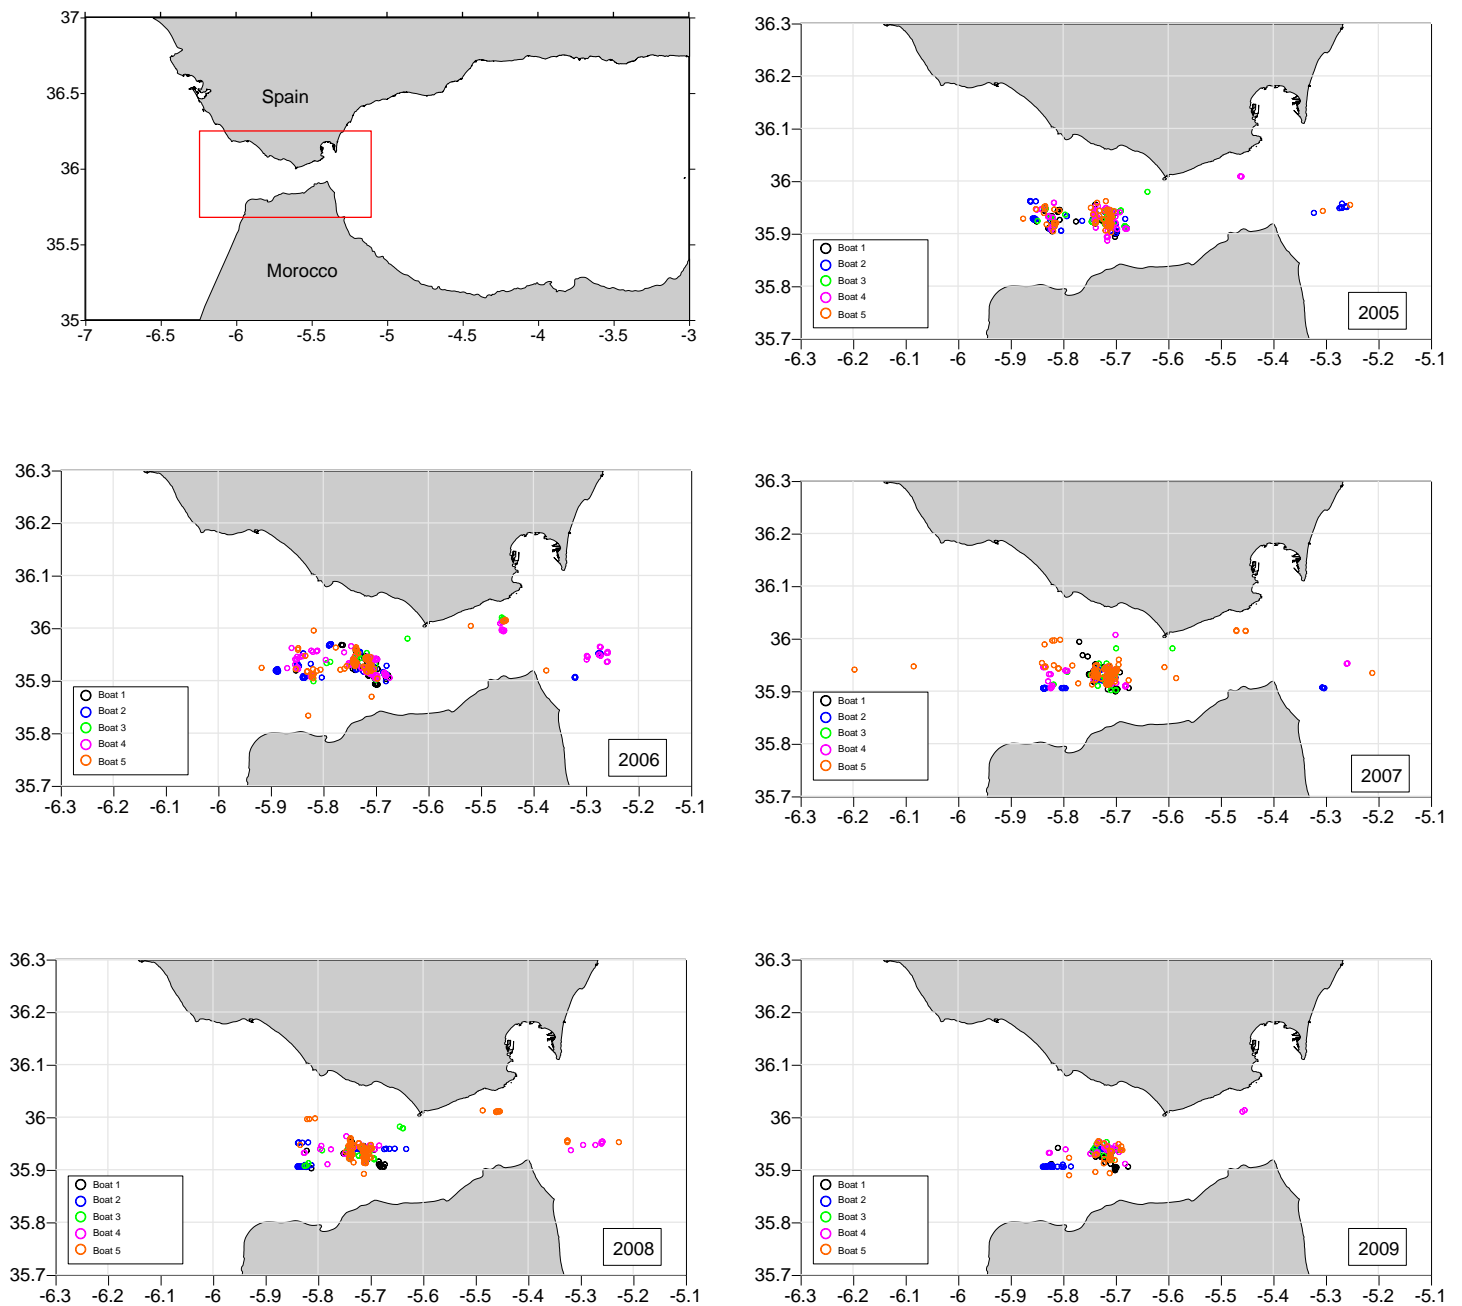 37
36.5
36
35.5
35
Spain
Morocco
-7 -6 -5.5 -5 -4.5 -4 -3.5 -3
36.3
36.2
36.1
36
35.9
35.8
35.7
Boat 1
Boat 2
Boat 3
Boat 4
Boat 5
2005
-6.3 -6.2 -6.1 -6 -5.9 -5.8 -5.7 -5.6 -5.5 -5.4 -5.3 -5.2 -5.1
36.3
36.2
36.1
36
35.9
35.8
35.7
Boat 1
Boat 2
Boat 3
Boat 4
Boat 5
2006
-6.3 -6.2 -6.1 -6 -5.9 -5.8 -5.7 -5.6 -5.5 -5.4 -5.3 -5.2 -5.1
36.3
36.2
36.1
36
35.9
35.8
35.7
Boat 1
Boat 2
Boat 3
Boat 4
Boat 5
2007
-6.3 -6.2 -6.1 -6 -5.9 -5.8 -5.7 -5.6 -5.5 -5.4 -5.3 -5.2 -5.1
36.3
36.2
36.1
36
35.9
35.8
35.7
Boat 1
Boat 2
Boat 3
Boat 4
Boat 5
2008
-6.3 -6.2 -6.1 -6 -5.9 -5.8 -5.7 -5.6 -5.5 -5.4 -5.3 -5.2 -5.1
36.3
36.2
36.1
36
35.9
35.8
35.7
Boat 1
Boat 2
Boat 3
Boat 4
Boat 5
2009
-6.3 -6.2 -6.1 -6 -5.9 -5.8 -5.7 -5.6 -5.5 -5.4 -5.3 -5.2 -5.1